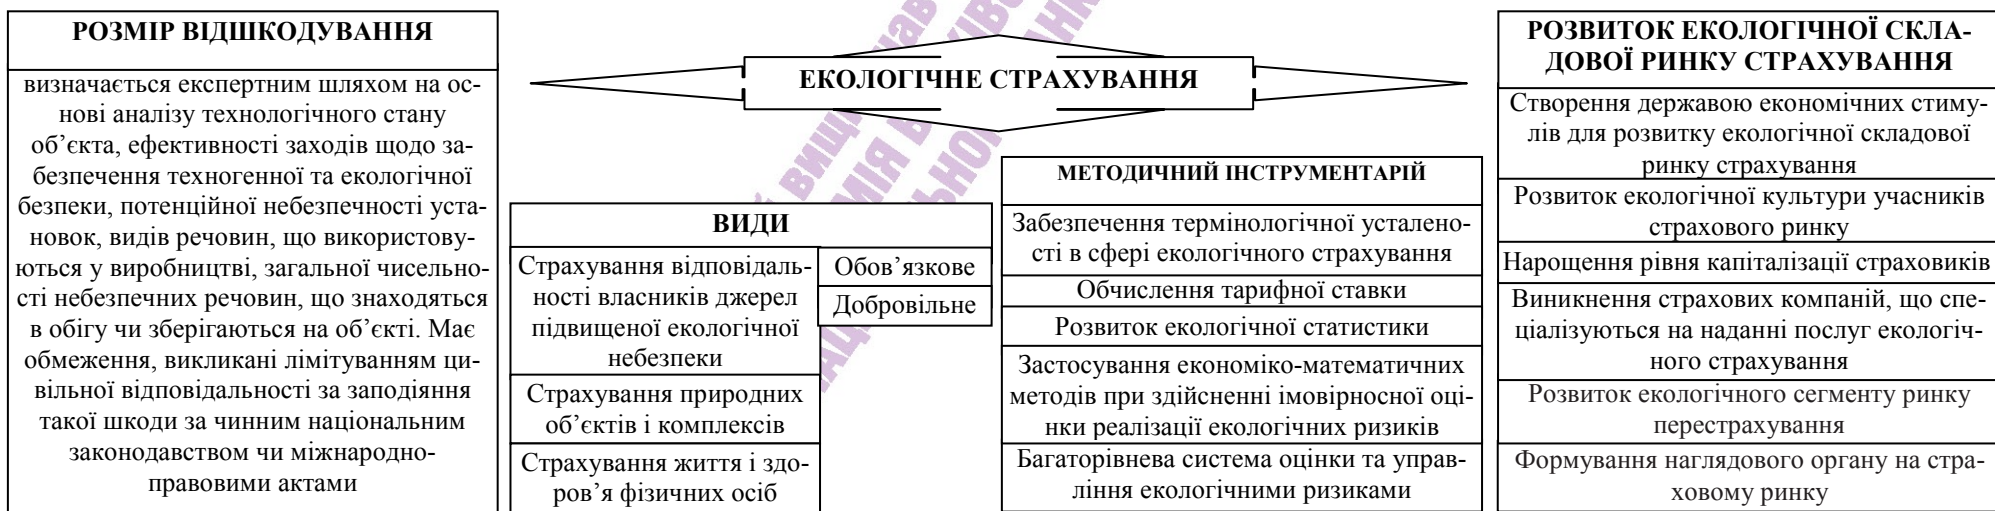 РОЗМІР ВІДШКОДУВАННЯ
визначається експертним шляхом на ос-
нові аналізу технологічного стану
об’єкта, ефективності заходів щодо за-
безпечення техногенної та екологічної
безпеки, потенційної небезпечності уста-
новок, видів речовин, що використову-
ються у виробництві, загальної чисельно-
сті небезпечних речовин, що знаходяться
в обігу чи зберігаються на об’єкті. Має
обмеження, викликані лімітуванням ци-
вільної відповідальності за заподіяння
такої шкоди за чинним національним
законодавством чи міжнародно-
правовими актами
ЕКОЛОГІЧНЕ СТРАХУВАННЯ
ВИДИ
Страхування відповідаль-
ності власників джерел
підвищеної екологічної
небезпеки
Обов’язкове
Добровільне
Страхування природних
об’єктів і комплексів
Страхування життя і здо-
ров’я фізичних осіб
МЕТОДИЧНИЙ ІНСТРУМЕНТАРІЙ
Забезпечення термінологічної усталено-
сті в сфері екологічного страхування
Обчислення тарифної ставки
Розвиток екологічної статистики
Застосування економіко-математичних
методів при здійсненні імовірносної оці-
нки реалізації екологічних ризиків
Багаторівнева система оцінки та управ-
ління екологічними ризиками
РОЗВИТОК ЕКОЛОГІЧНОЇ СКЛА-
ДОВОЇ РИНКУ СТРАХУВАННЯ
Створення державою економічних стиму-
лів для розвитку екологічної складової
ринку страхування
Розвиток екологічної культури учасників
страхового ринку
Нарощення рівня капіталізації страховиків
Виникнення страхових компаній, що спе-
ціалізуються на наданні послуг екологіч-
ного страхування
Розвиток екологічного сегменту ринку
перестрахування
Формування наглядового органу на стра-
ховому ринку